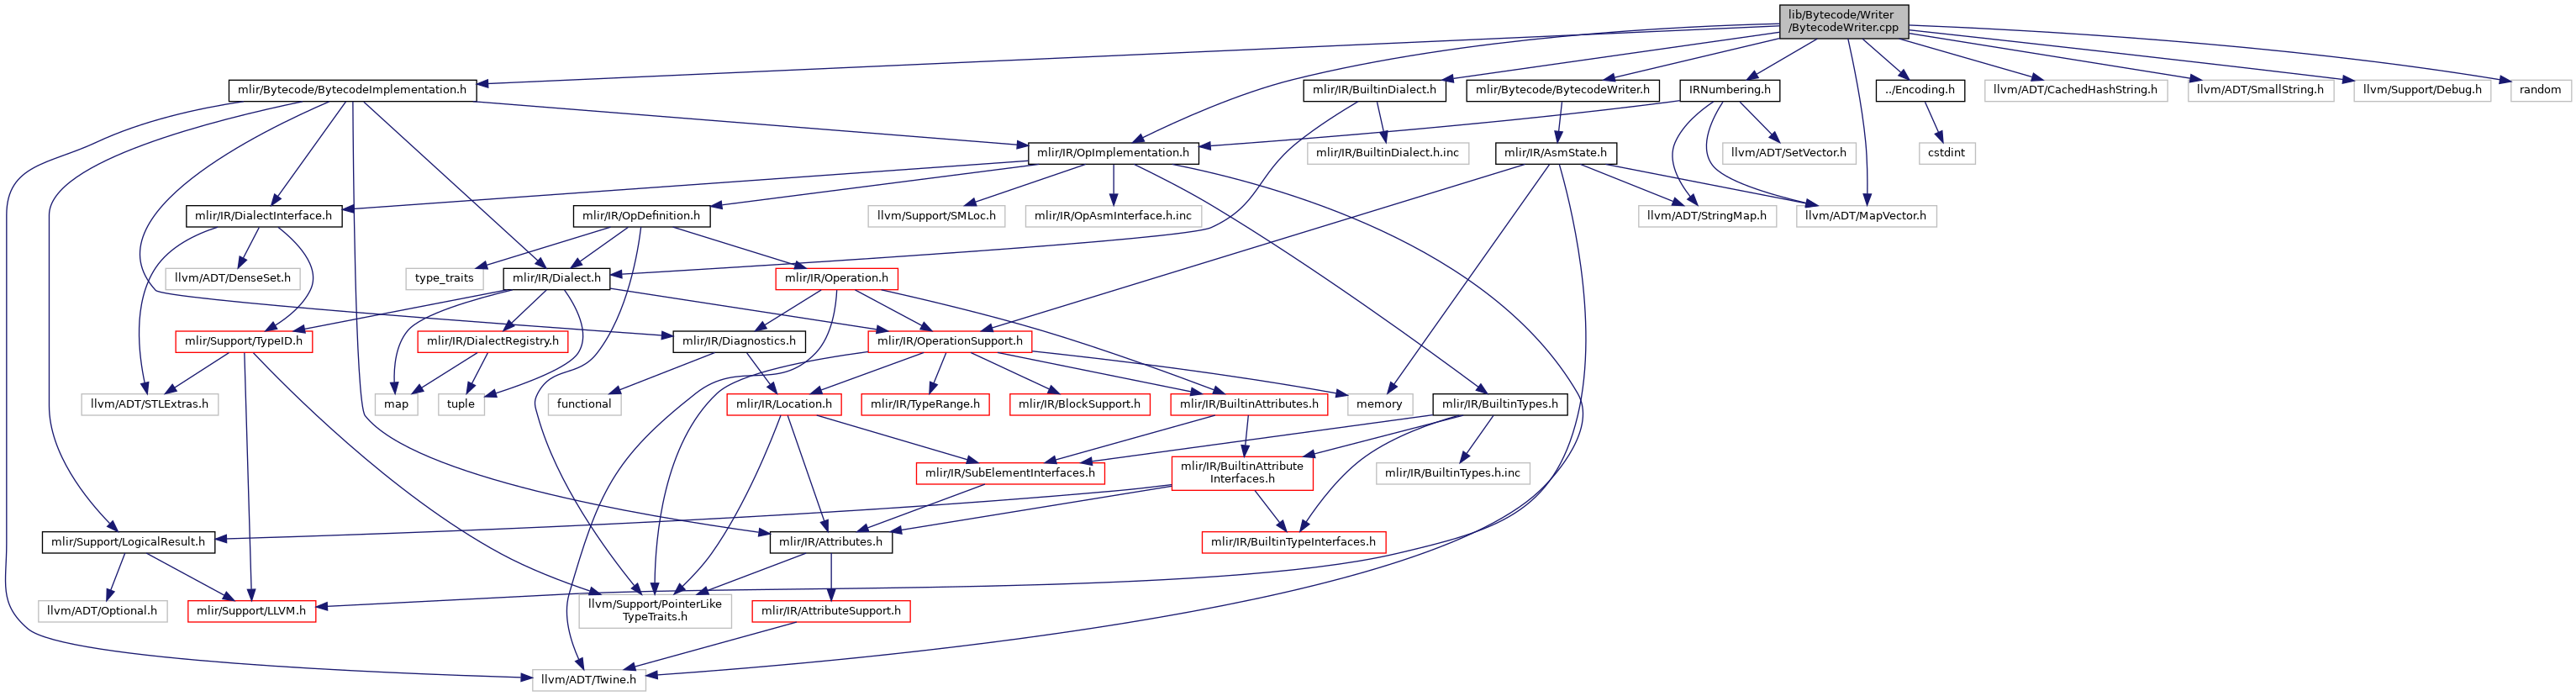 lib/Bytecode/Writer
/BytecodeWriter.cpp
mlir/Bytecode/BytecodeImplementation.h
mlir/IR/BuiltinDialect.h
mlir/Bytecode/BytecodeWriter.h
IRNumbering.h
../Encoding.h
llvm/ADT/CachedHashString.h
llvm/ADT/SmallString.h
llvm/Support/Debug.h
random
mlir/IR/OpImplementation.h
mlir/IR/BuiltinDialect.h.inc
mlir/IR/AsmState.h
llvm/ADT/SetVector.h
cstdint
mlir/IR/DialectInterface.h
mlir/IR/OpDefinition.h
llvm/Support/SMLoc.h
mlir/IR/OpAsmInterface.h.inc
llvm/ADT/StringMap.h
llvm/ADT/MapVector.h
llvm/ADT/DenseSet.h
type_traits
mlir/IR/Dialect.h
mlir/IR/Operation.h
mlir/Support/TypeID.h
mlir/IR/DialectRegistry.h
mlir/IR/Diagnostics.h
mlir/IR/OperationSupport.h
llvm/ADT/STLExtras.h
map
tuple
functional
mlir/IR/Location.h
mlir/IR/TypeRange.h
mlir/IR/BlockSupport.h
mlir/IR/BuiltinAttributes.h
memory
mlir/IR/BuiltinTypes.h
mlir/IR/SubElementInterfaces.h
mlir/IR/BuiltinAttribute
Interfaces.h
mlir/IR/BuiltinTypes.h.inc
mlir/Support/LogicalResult.h
mlir/IR/Attributes.h
mlir/IR/BuiltinTypeInterfaces.h
llvm/ADT/Optional.h
mlir/Support/LLVM.h
llvm/Support/PointerLike
TypeTraits.h
mlir/IR/AttributeSupport.h
llvm/ADT/Twine.h